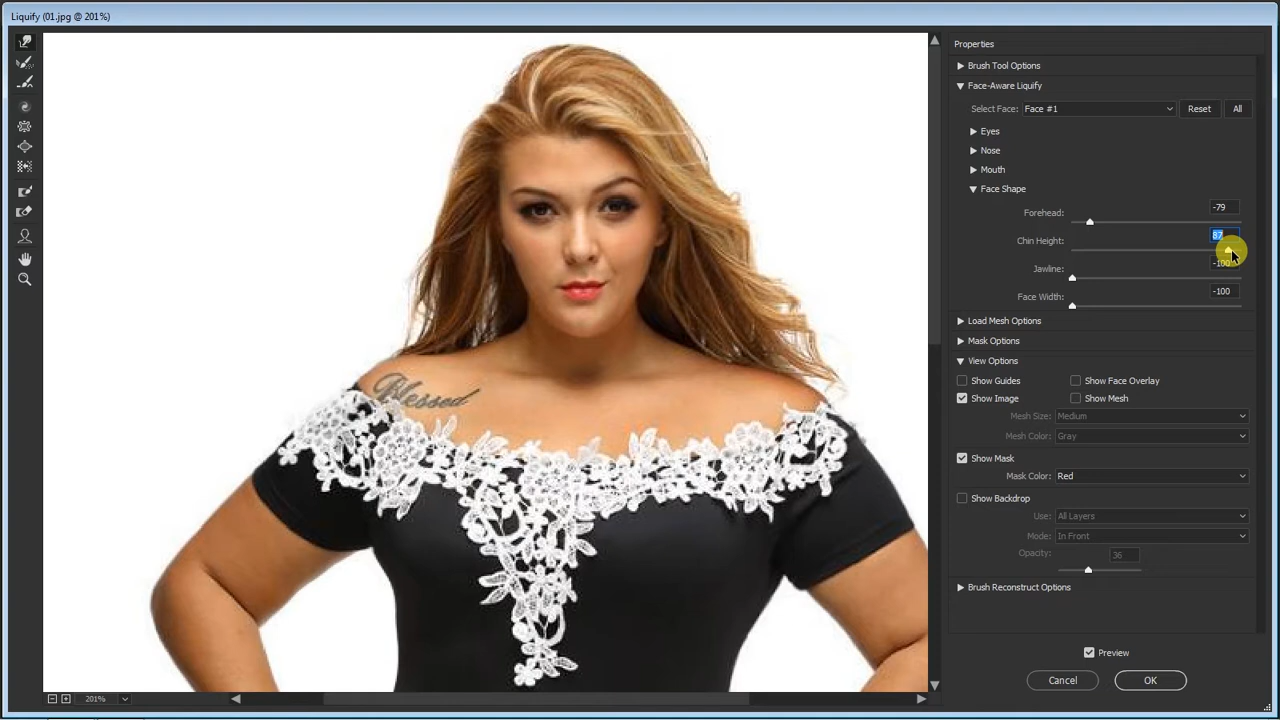 Liquify (01.jpg @ 201%)
Properties
Brush Tool Options
Face-Aware Liquify
Select Face: Face #1 Reset All
Eyes
Nose
Mouth
Face Shape
Forehead: -79
Chin Height: 87
Jawline: -100
Face Width: -100
Load Mesh Options
Mask Options
View Options
Show Guides Show Face Overlay
Show Image Show Mesh
Mesh Size: Medium
Mesh Color: Gray
Show Mask
Mask Color: Red
Show Backdrop
Use: All Layers
Mode: In Front
Opacity: 36
Brush Reconstruct Options
Preview
Cancel OK
Blessed
201%